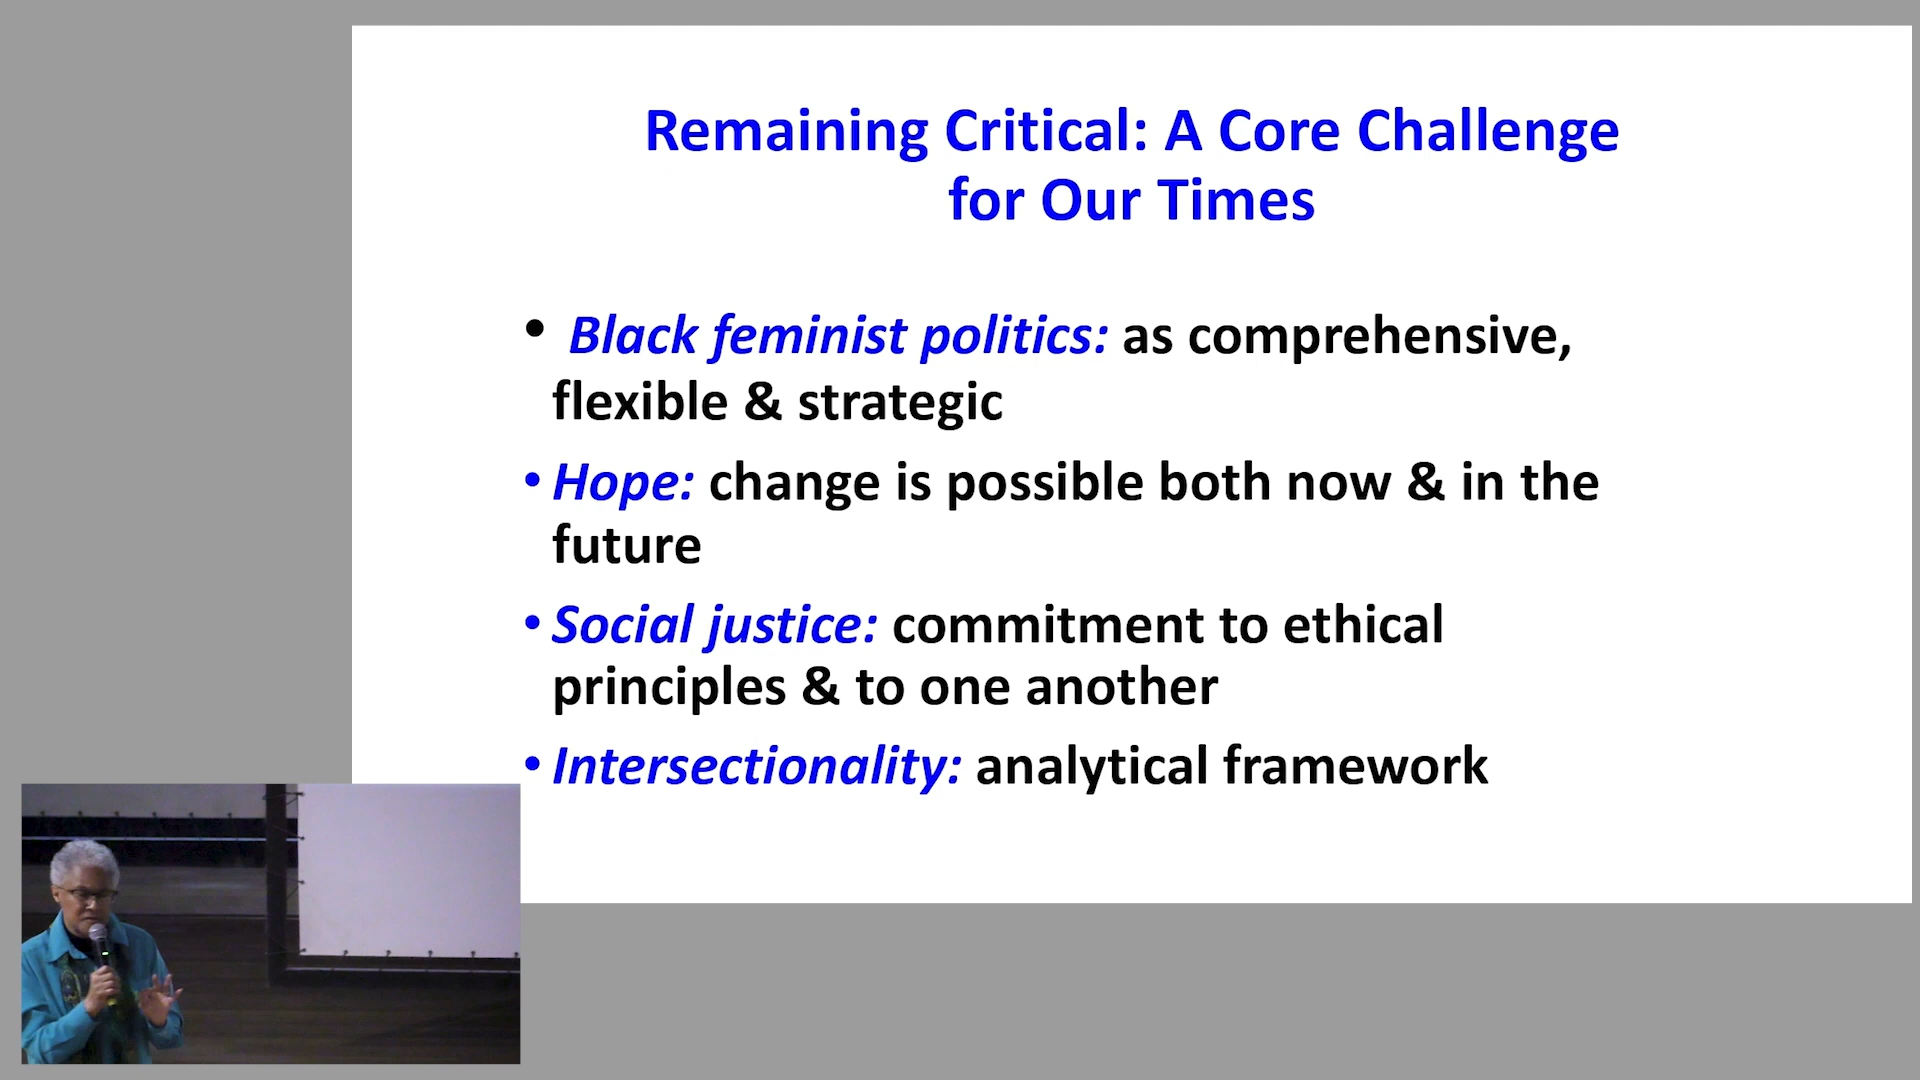 Remaining Critical: A Core Challenge
for Our Times
• Black feminist politics: as comprehensive,
flexible & strategic
• Hope: change is possible both now & in the
future
• Social justice: commitment to ethical
principles & to one another
• Intersectionality: analytical framework